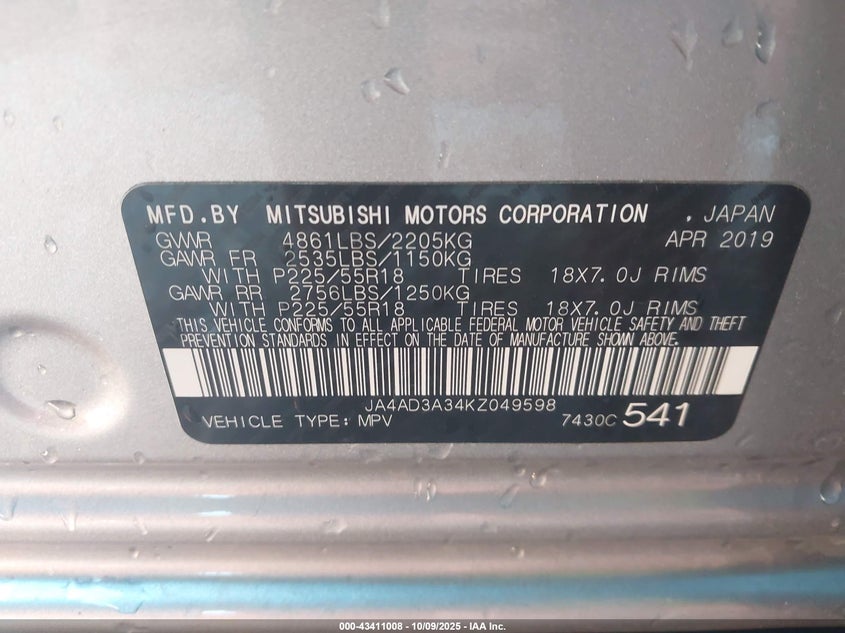 MFD.BY MITSUBISHI MOTORS CORPORATION , JAPAN
GVWR 4861LBS/2205KG APR 2019
GAWR FR 2535LBS/1150KG
WITH P225/55R18 TIRES 18X7.0J RIMS
GAWR RR 2756LBS/1250KG
WITH P225/55R18 TIRES 18X7.0J RIMS
THIS VEHICLE CONFORMS TO ALL APPLICABLE FEDERAL MOTOR VEHICLE SAFETY AND THEFT
PREVENTION STANDARDS IN EFFECT ON THE DATE OF MANUFACTURE SHOWN ABOVE.
JA4AD3A34KZ049598
VEHICLE TYPE: MPV 7430C 541
000-43411008 - 10/09/2025 - IAA Inc.